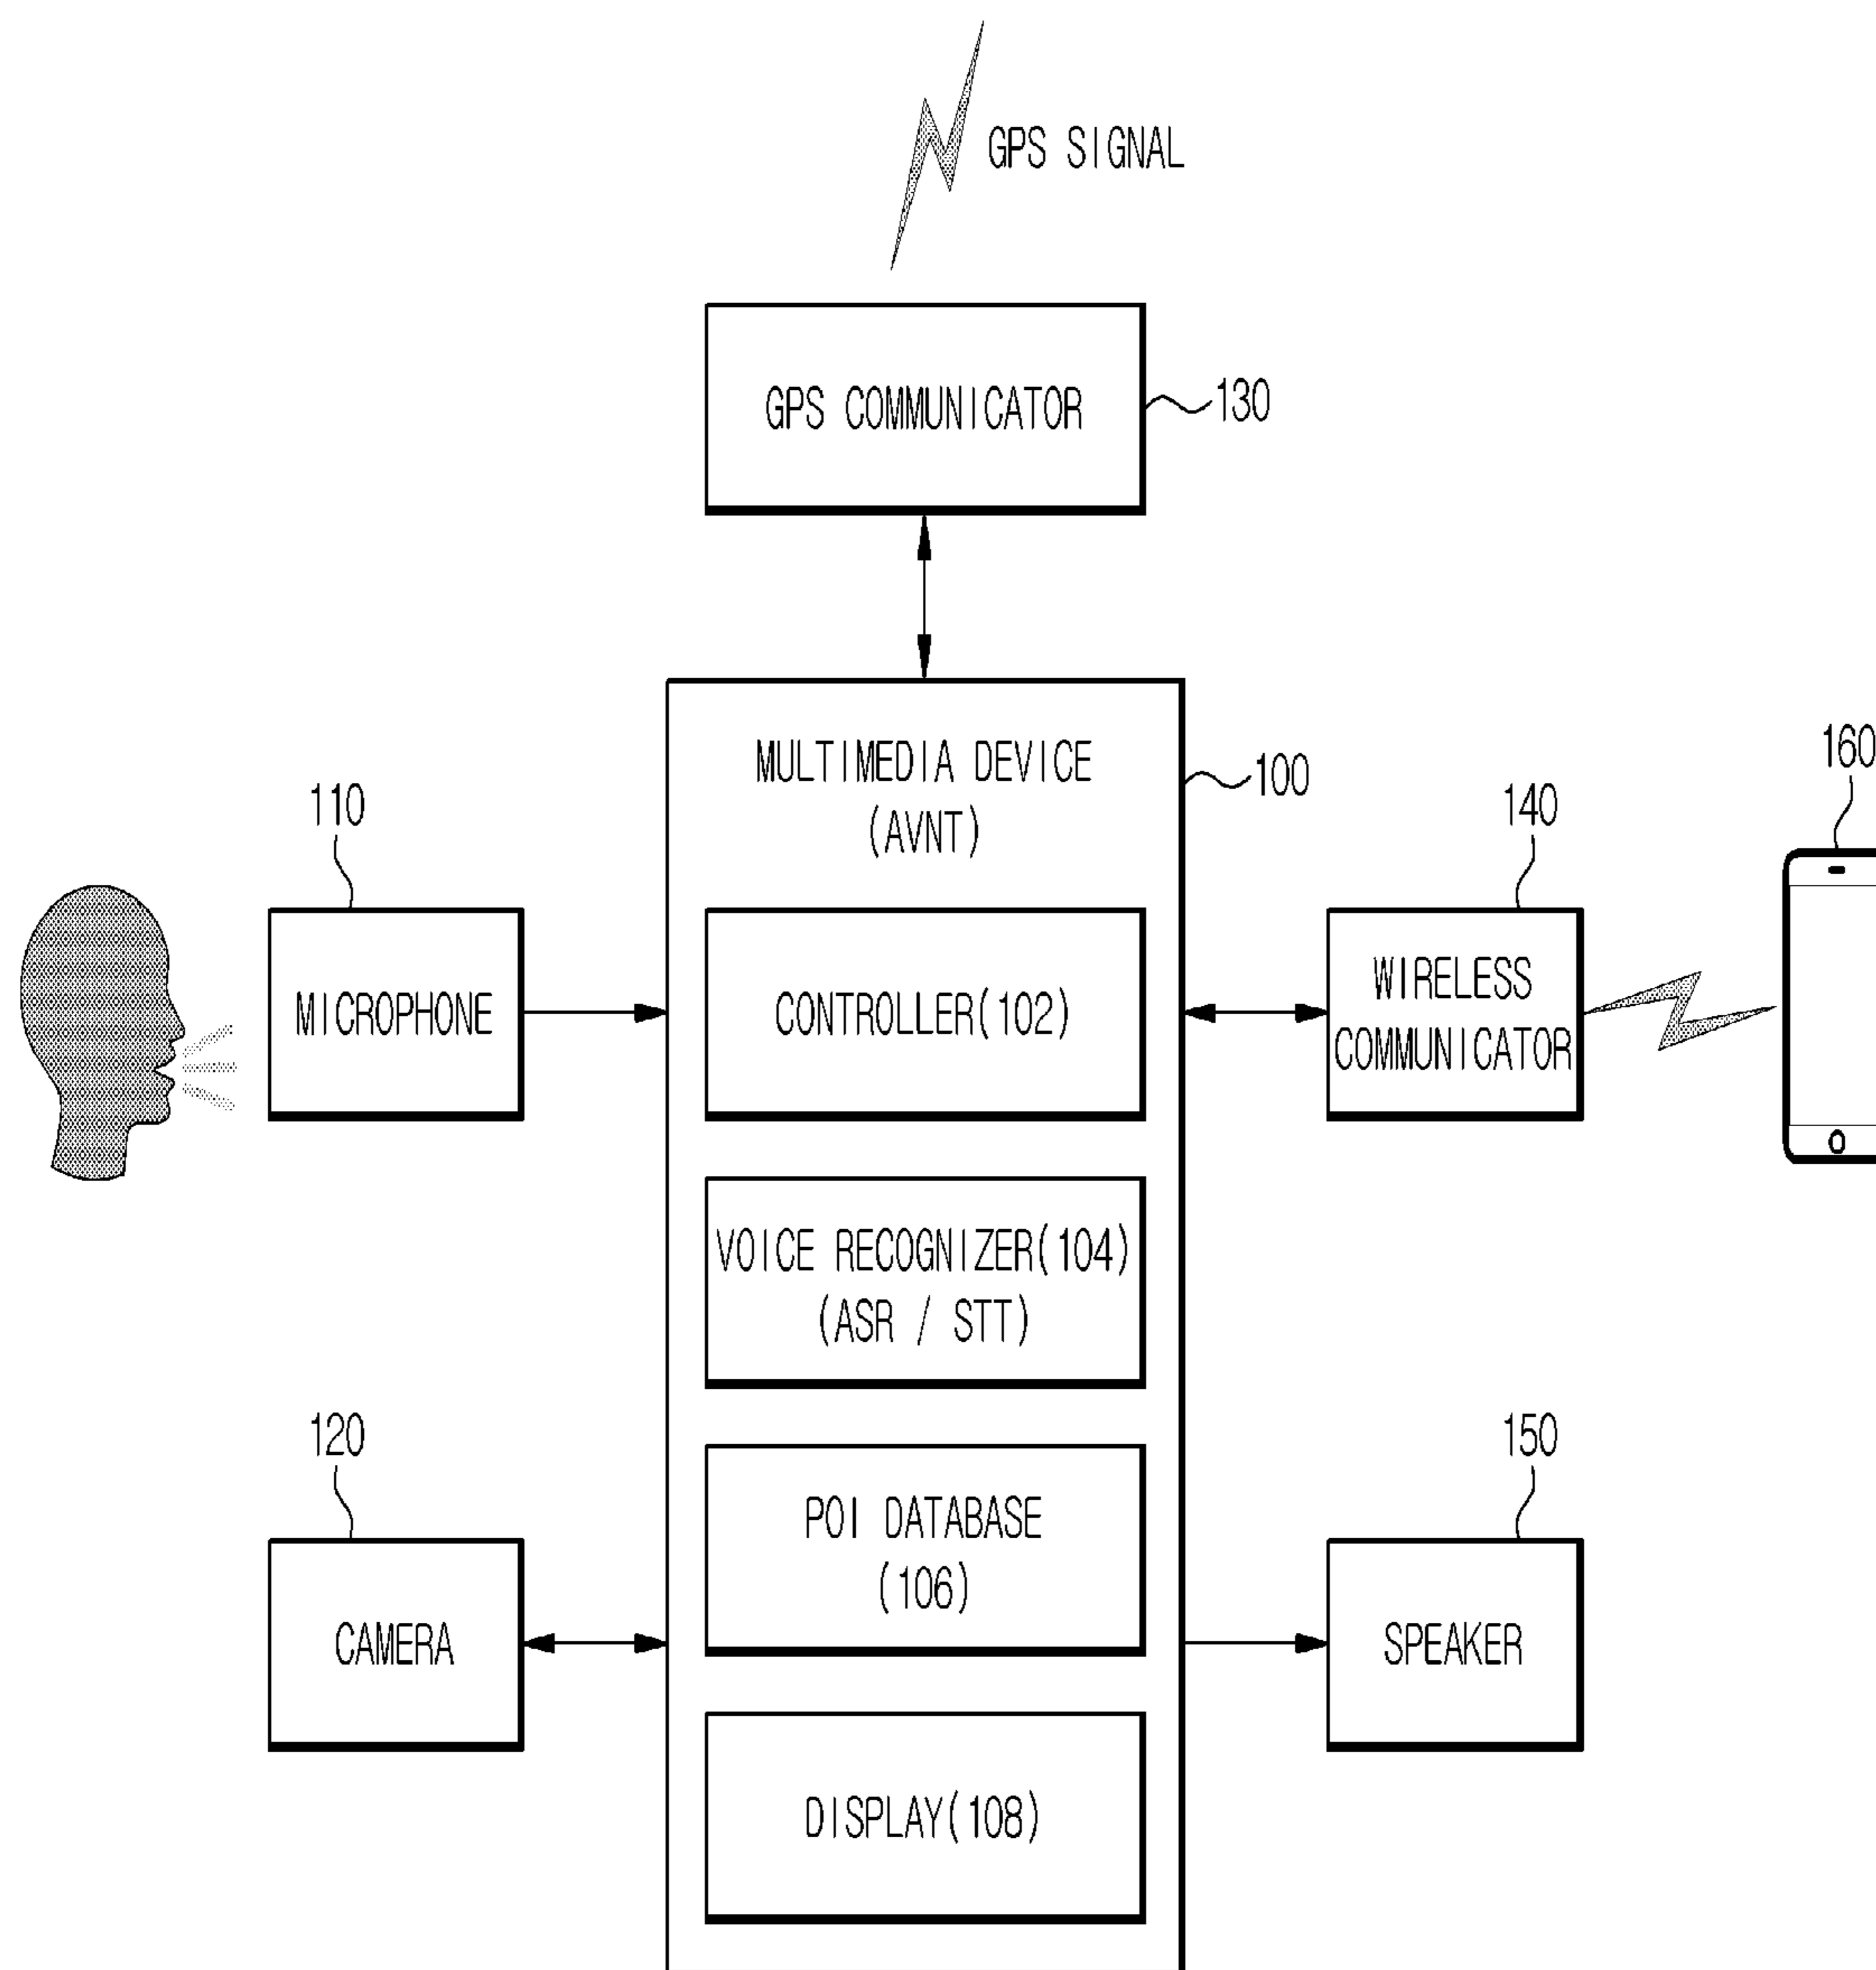 GPS SIGNAL
GPS COMMUNICATOR
130
MULTIMEDIA DEVICE
(AVNT)
100
110
MICROPHONE
CONTROLLER(102)
140
WIRELESS
COMMUNICATOR
160
VOICE RECOGNIZER(104)
(ASR / STT)
120
CAMERA
POI DATABASE
(106)
150
SPEAKER
DISPLAY(108)